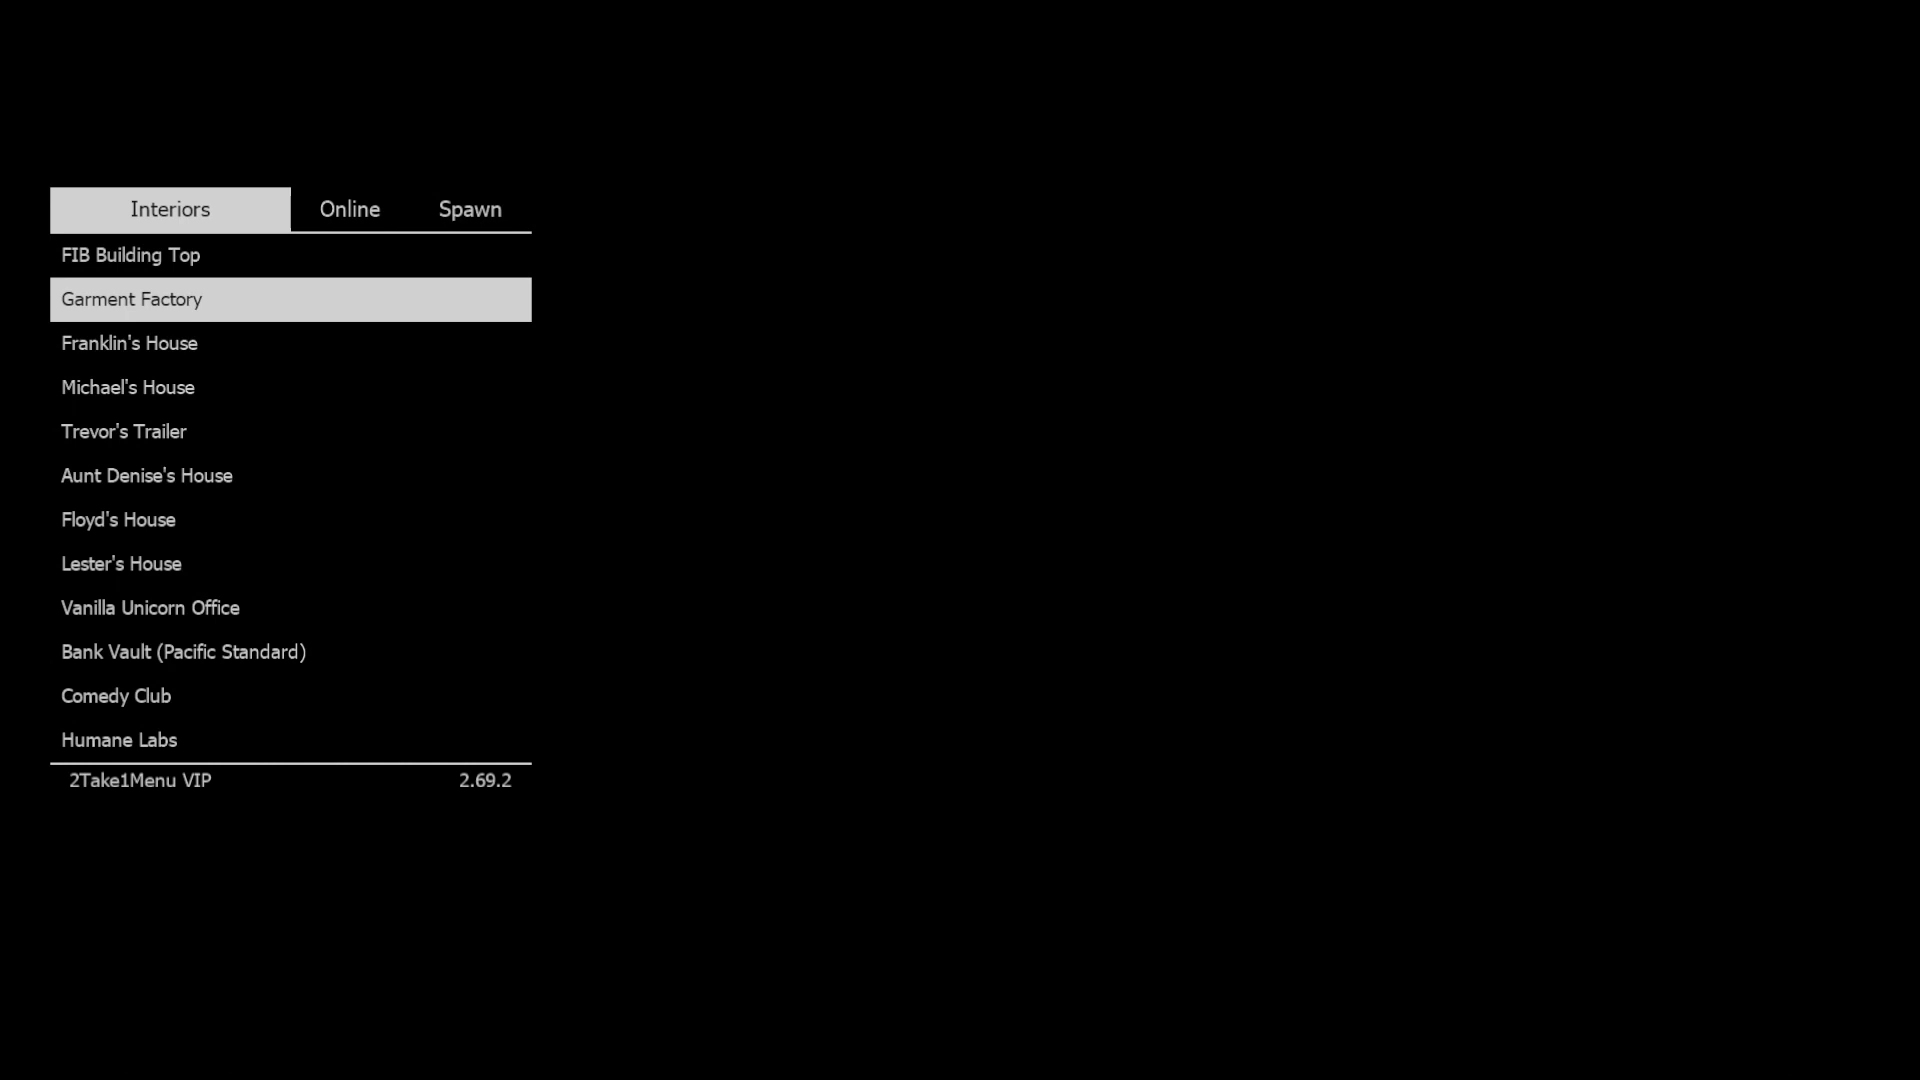 Interiors Online Spawn
FIB Building Top
Garment Factory
Franklin's House
Michael's House
Trevor's Trailer
Aunt Denise's House
Floyd's House
Lester's House
Vanilla Unicorn Office
Bank Vault (Pacific Standard)
Comedy Club
Humane Labs
2Take1Menu VIP 2.69.2